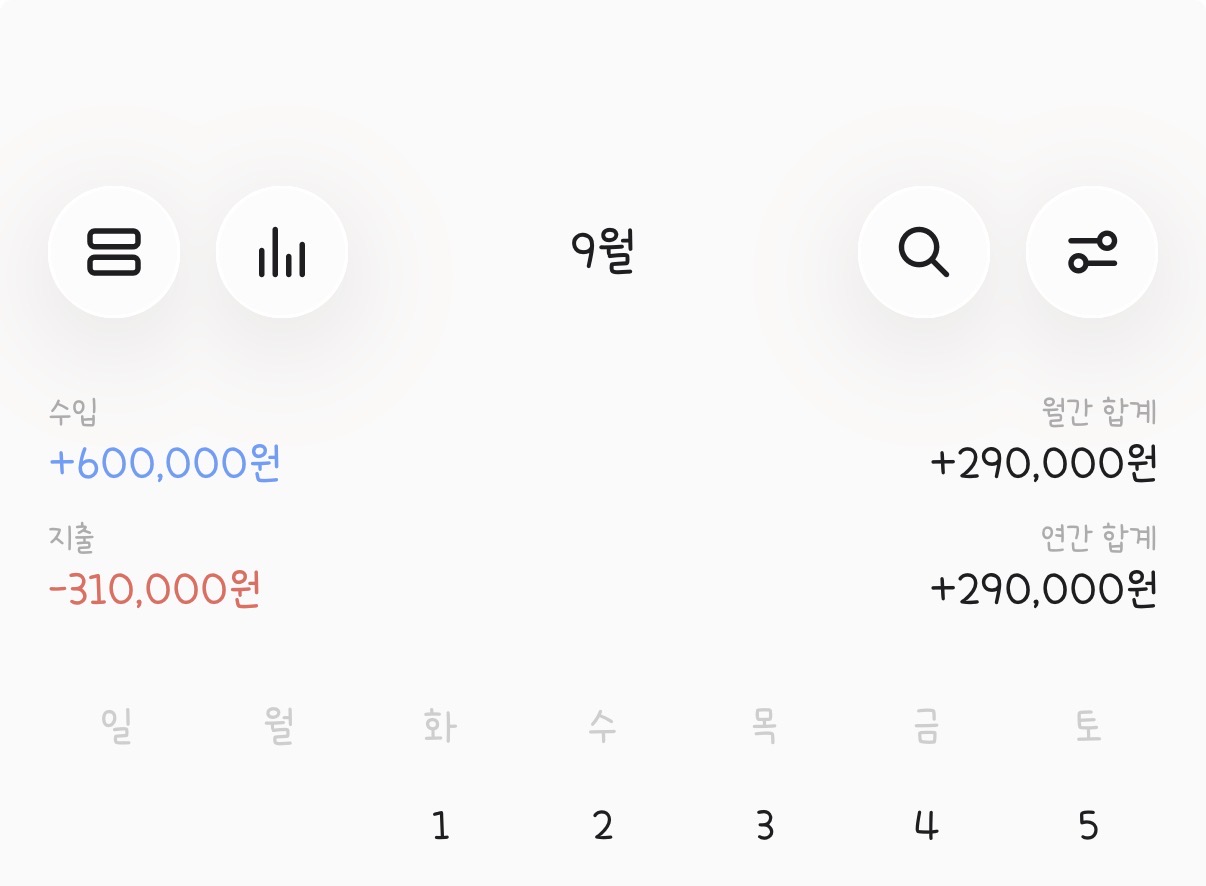 9월
수입
+600,000원
월간 합계
+290,000원
지출
-310,000원
연간 합계
+290,000원
일 월 화 수 목 금 토
1 2 3 4 5